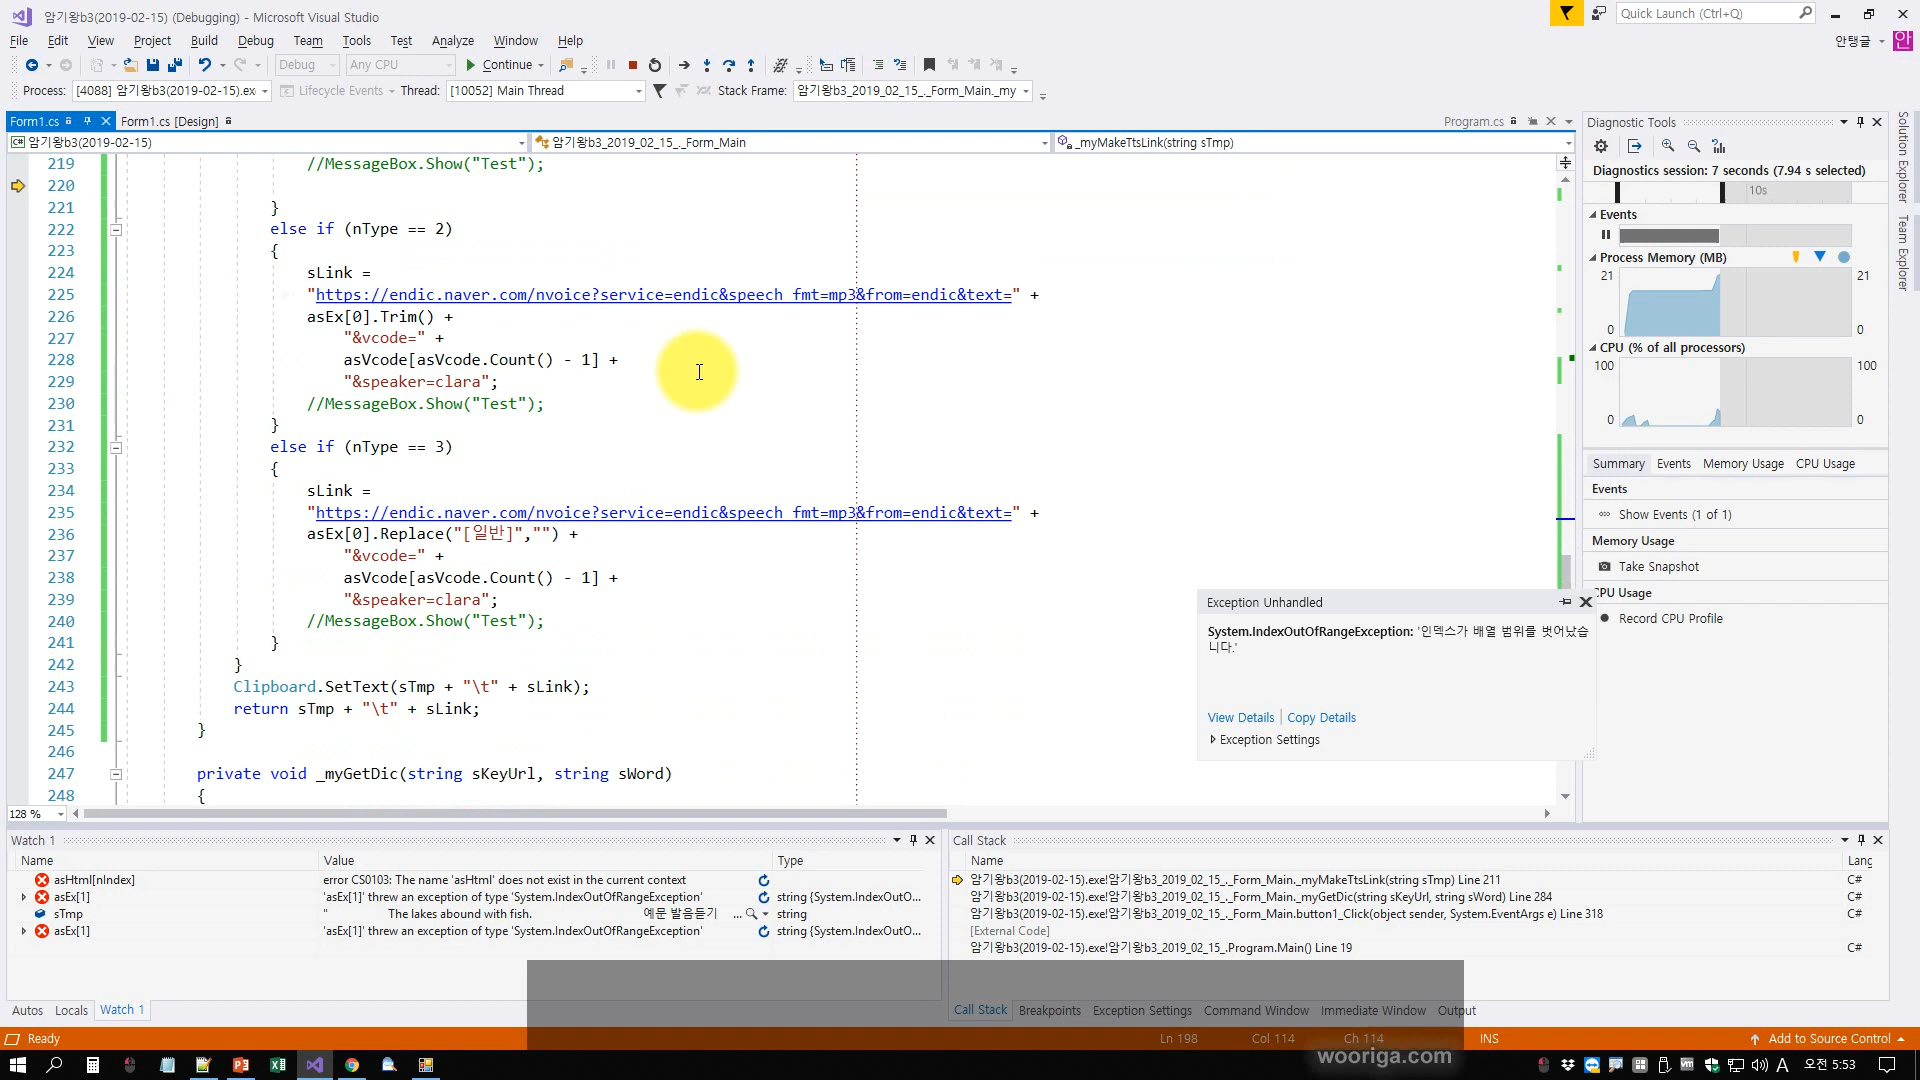 암기왕b3(2019-02-15) (Debugging) - Microsoft Visual Studio
Quick Launch (Ctrl+Q)
File Edit View Project Build Debug Team Tools Test Analyze Window Help
안탱글 안
Debug Any CPU Continue
Process: [4088] 암기왕b3(2019-02-15).exe Lifecycle Events Thread: [10052] Main Thread Stack Frame: 암기왕b3_2019_02_15_._Form_Main._my
Form1.cs Form1.cs [Design] Program.cs
암기왕b3(2019-02-15) 암기왕b3_2019_02_15_._Form_Main _myMakeTtsLink(string sTmp)
219 //MessageBox.Show("Test");
220
221 }
222 else if (nType == 2)
223 {
224 sLink =
225 "https://endic.naver.com/nvoice?service=endic&speech_fmt=mp3&from=endic&text=" +
226 asEx[0].Trim() +
227 "&vcode=" +
228 asVcode[asVcode.Count() - 1] +
229 "&speaker=clara";
230 //MessageBox.Show("Test");
231 }
232 else if (nType == 3)
233 {
234 sLink =
235 "https://endic.naver.com/nvoice?service=endic&speech_fmt=mp3&from=endic&text=" +
236 asEx[0].Replace("[일반]","") +
237 "&vcode=" +
238 asVcode[asVcode.Count() - 1] +
239 "&speaker=clara";
240 //MessageBox.Show("Test");
241 }
242 }
243 Clipboard.SetText(sTmp + "\t" + sLink);
244 return sTmp + "\t" + sLink;
245 }
246
247 private void _myGetDic(string sKeyUrl, string sWord)
248 {
128 %
Exception Unhandled
System.IndexOutOfRangeException: '인덱스가 배열 범위를 벗어났습
니다.'
View Details Copy Details
Exception Settings
Diagnostic Tools
Diagnostics session: 7 seconds (7.94 s selected)
10s
Events
Process Memory (MB)
21 21
0 0
CPU (% of all processors)
100 100
0 0
Summary Events Memory Usage CPU Usage
Events
Show Events (1 of 1)
Memory Usage
Take Snapshot
CPU Usage
Record CPU Profile
Solution Explorer
Team Explorer
Watch 1
Name Value Type
asHtml[nIndex] error CS0103: The name 'asHtml' does not exist in the current context
asEx[1] 'asEx[1]' threw an exception of type 'System.IndexOutOfRangeException' string {System.IndexOutO...
sTmp " The lakes abound with fish. 예문 발음듣기 ... string
asEx[1] 'asEx[1]' threw an exception of type 'System.IndexOutOfRangeException' string {System.IndexOutO...
Autos Locals Watch 1
Call Stack
Name Lang
암기왕b3(2019-02-15).exe!암기왕b3_2019_02_15_._Form_Main._myMakeTtsLink(string sTmp) Line 211 C#
암기왕b3(2019-02-15).exe!암기왕b3_2019_02_15_._Form_Main._myGetDic(string sKeyUrl, string sWord) Line 284 C#
암기왕b3(2019-02-15).exe!암기왕b3_2019_02_15_._Form_Main.button1_Click(object sender, System.EventArgs e) Line 318 C#
[External Code]
암기왕b3(2019-02-15).exe!암기왕b3_2019_02_15_.Program.Main() Line 19 C#
Call Stack Breakpoints Exception Settings Command Window Immediate Window Output
Ready Ln 198 Col 114 Ch 114 INS Add to Source Control
wooriga.com
A 오전 5:53